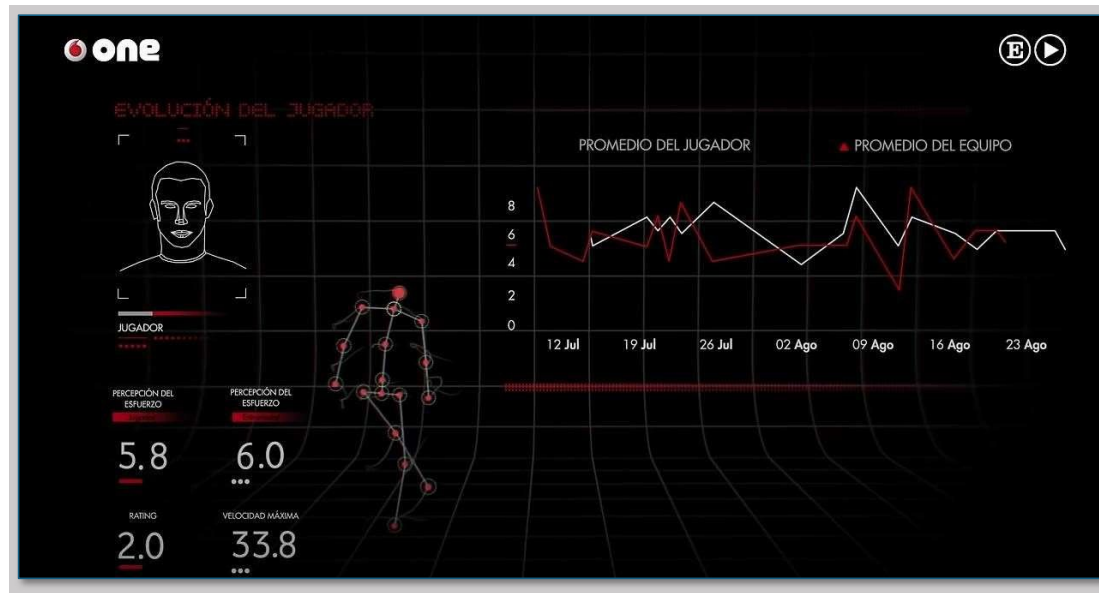 one
E
EVOLUCIÓN DEL JUGADOR
PROMEDIO DEL JUGADOR
PROMEDIO DEL EQUIPO
8
6
4
2
0
12 Jul
19 Jul
26 Jul
02 Ago
09 Ago
16 Ago
23 Ago
JUGADOR
PERCEPCIÓN DEL
ESFUERZO
5.8
PERCEPCIÓN DEL
ESFUERZO
6.0
RATING
2.0
VELOCIDAD MÁXIMA
33.8